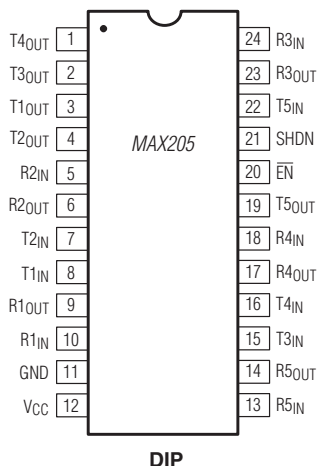 T4OUT 1 24 R3IN
T3OUT 2 23 R3OUT
T1OUT 3 22 T5IN
T2OUT 4 MAX205 21 SHDN
R2IN 5 20 E̅N̅
R2OUT 6 19 T5OUT
T2IN 7 18 R4IN
T1IN 8 17 R4OUT
R1OUT 9 16 T4IN
R1IN 10 15 T3IN
GND 11 14 R5OUT
VCC 12 13 R5IN
DIP